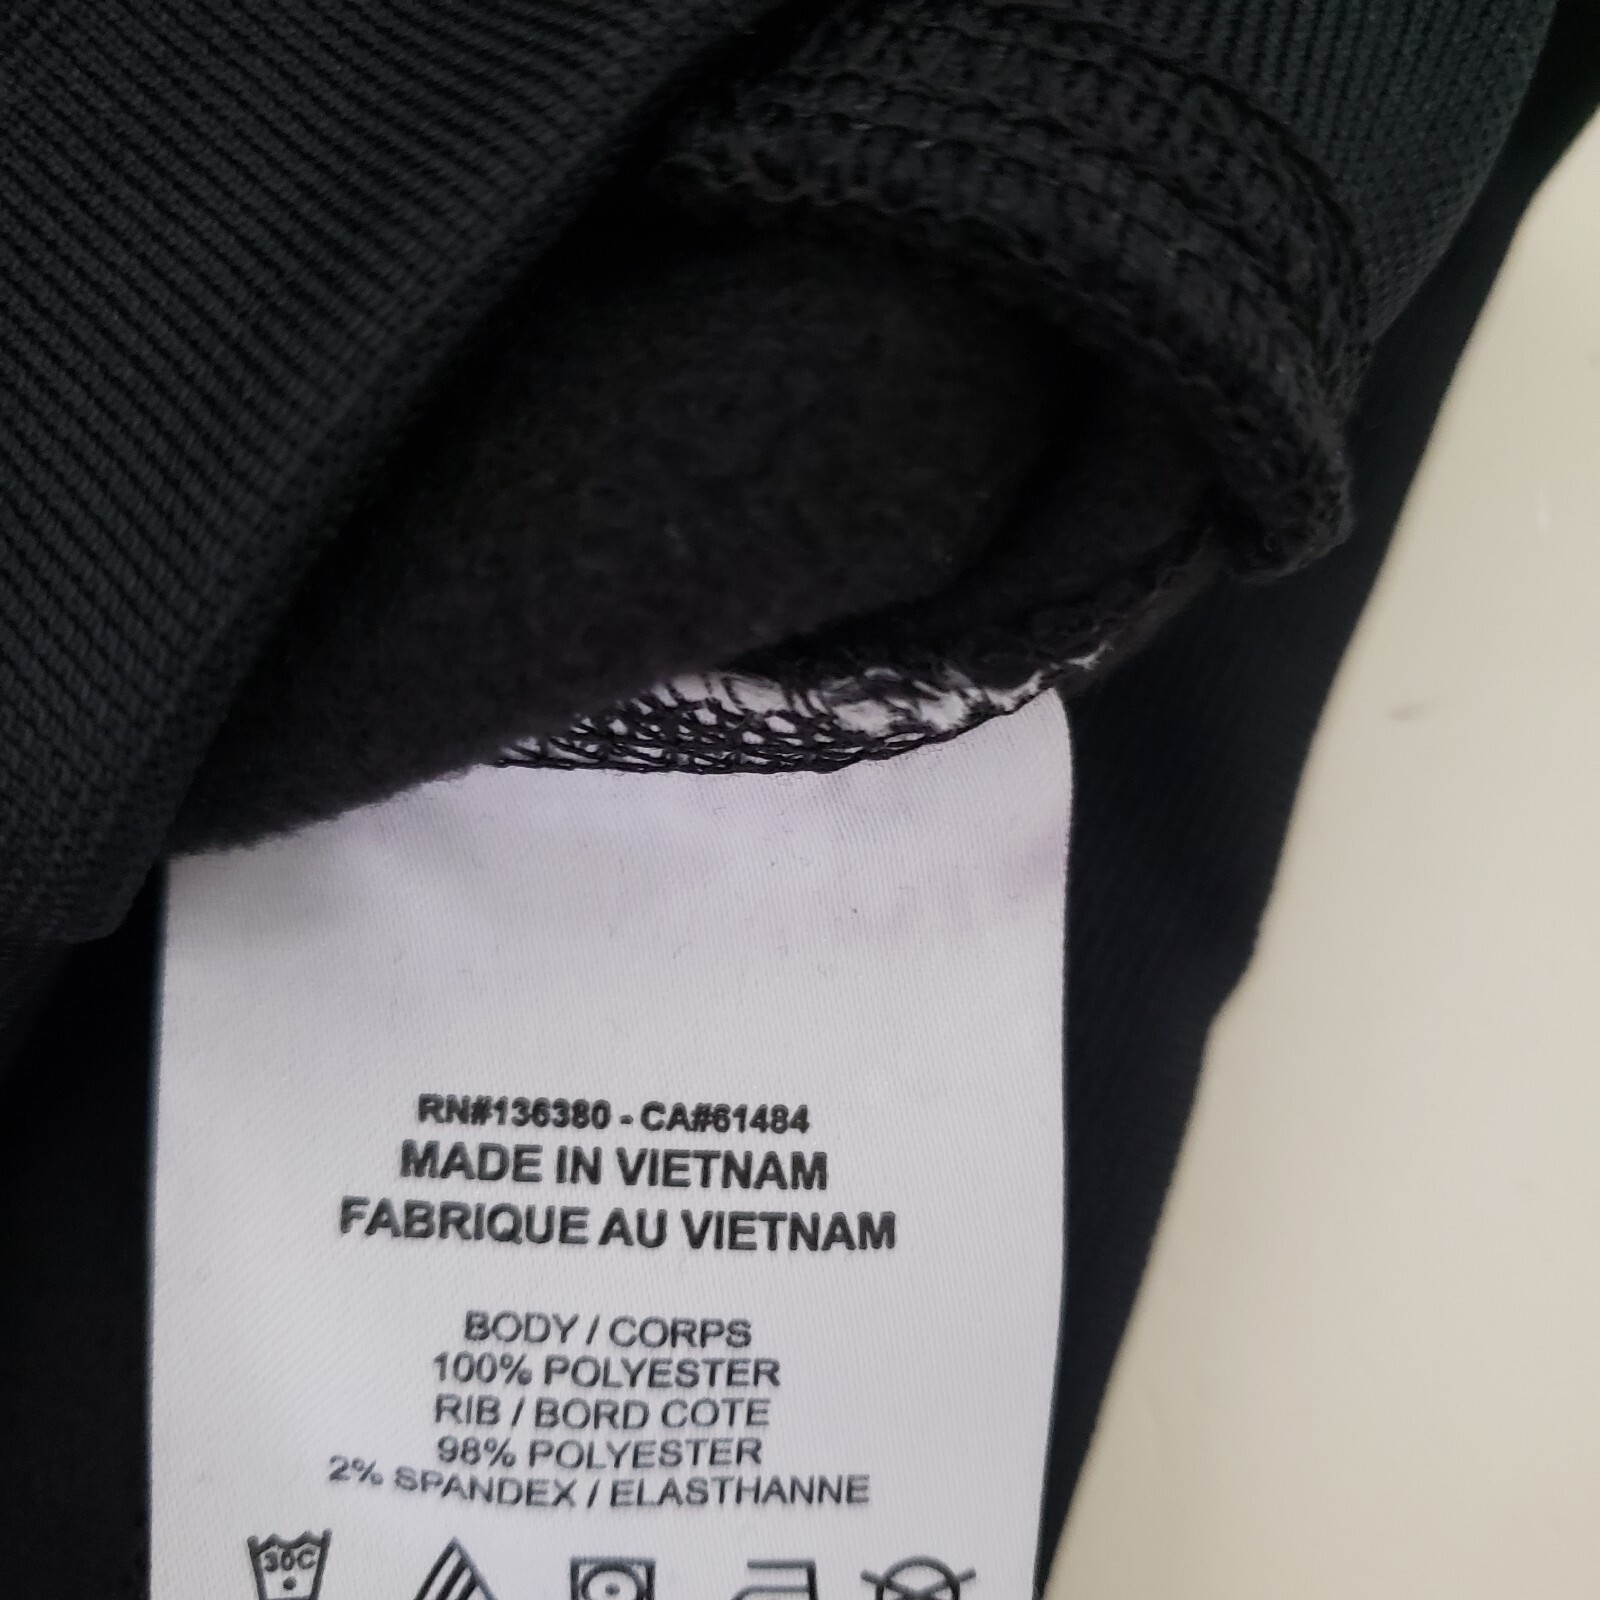 RN#136380 - CA#61484
MADE IN VIETNAM
FABRIQUE AU VIETNAM
BODY / CORPS
100% POLYESTER
RIB / BORD COTE
98% POLYESTER
2% SPANDEX / ELASTHANNE
30C